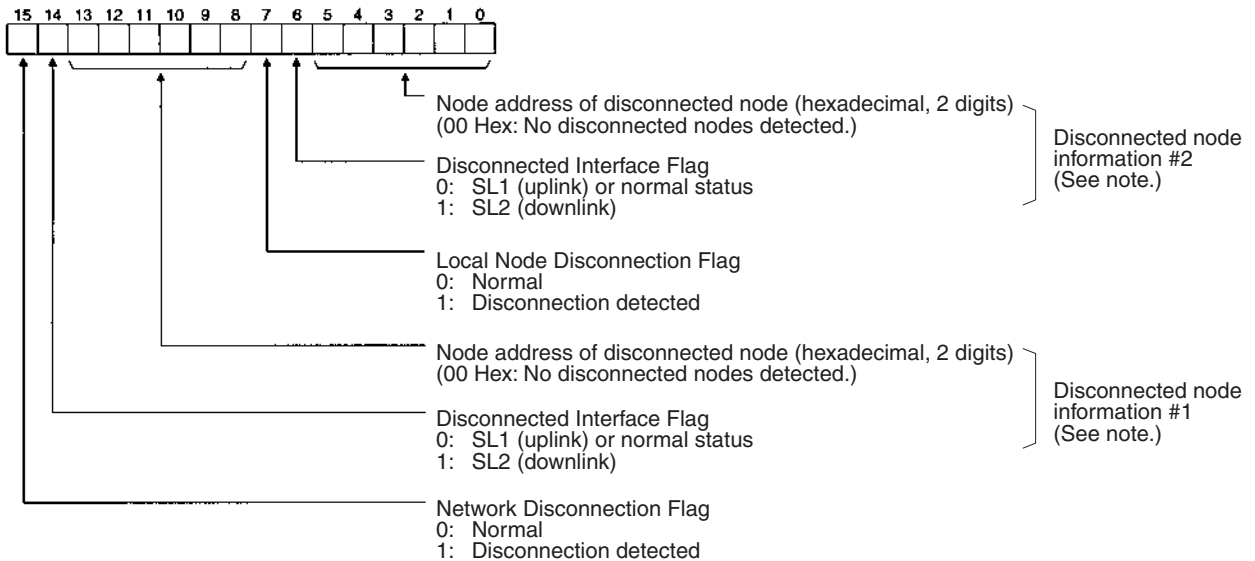 15 14 13 12 11 10 9 8 7 6 5 4 3 2 1 0
Node address of disconnected node (hexadecimal, 2 digits)
(00 Hex: No disconnected nodes detected.)
Disconnected Interface Flag
0: SL1 (uplink) or normal status
1: SL2 (downlink)
Disconnected node
information #2
(See note.)
Local Node Disconnection Flag
0: Normal
1: Disconnection detected
Node address of disconnected node (hexadecimal, 2 digits)
(00 Hex: No disconnected nodes detected.)
Disconnected Interface Flag
0: SL1 (uplink) or normal status
1: SL2 (downlink)
Disconnected node
information #1
(See note.)
Network Disconnection Flag
0: Normal
1: Disconnection detected